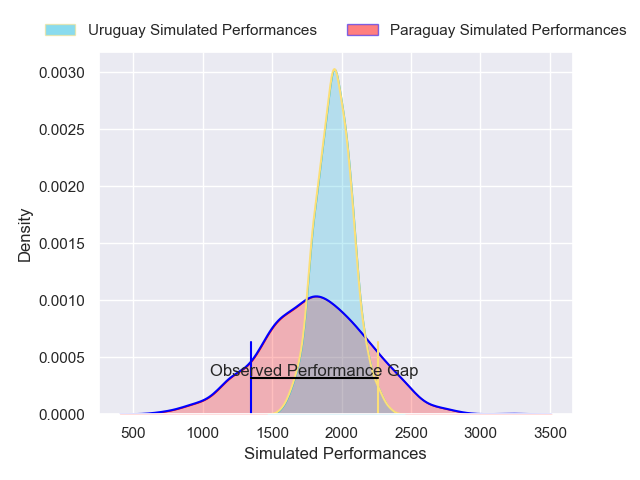 Uruguay Simulated Performances
Paraguay Simulated Performances
0.0030
0.0025
0.0020
0.0015
0.0010
0.0005
0.0000
Density
Observed Performance Gap
500
1000
1500
2000
2500
3000
3500
Simulated Performances